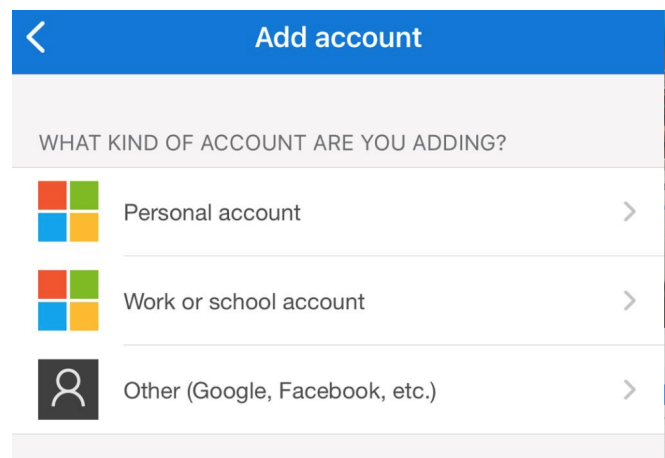 Add account
WHAT KIND OF ACCOUNT ARE YOU ADDING?
Personal account
Work or school account
Other (Google, Facebook, etc.)